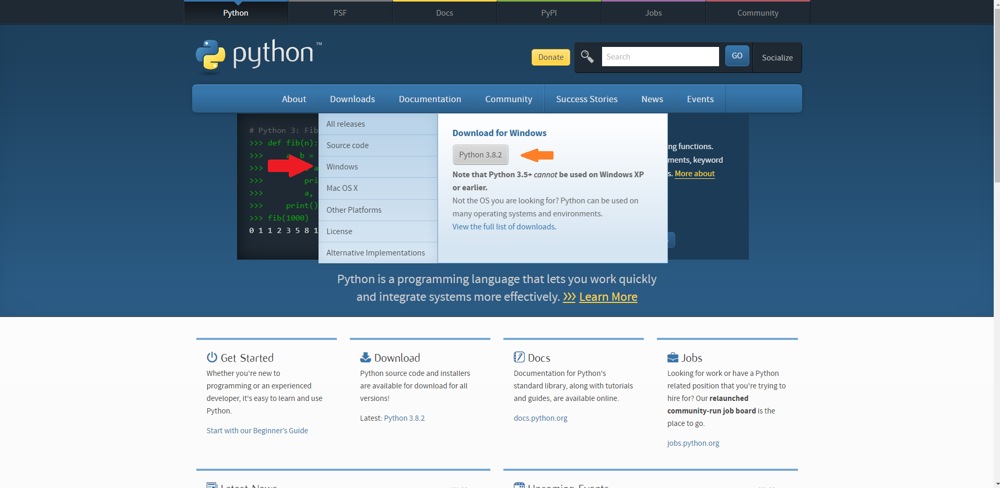 Python
PSF
Docs
PyPI
Jobs
Community
python™
Donate
Search
GO
Socialize
About
Downloads
Documentation
Community
Success Stories
News
Events
# Python 3: Fib
>>> def fib(n):
>>> a, b =
>>> a
>>> pri
>>> a,
>>> print()
>>> fib(1000)
0 1 1 2 3 5 8 1
All releases
Source code
Windows
Mac OS X
Other Platforms
License
Alternative Implementations
Download for Windows
Python 3.8.2
Note that Python 3.5+ cannot be used on Windows XP
or earlier.
Not the OS you are looking for? Python can be used on
many operating systems and environments.
View the full list of downloads.
ng functions.
ments, keyword
s. More about
Python is a programming language that lets you work quickly
and integrate systems more effectively. >>> Learn More
Get Started
Whether you're new to
programming or an experienced
developer, it's easy to learn and use
Python.
Start with our Beginner's Guide
Download
Python source code and installers
are available for download for all
versions!
Latest: Python 3.8.2
Docs
Documentation for Python's
standard library, along with tutorials
and guides, are available online.
docs.python.org
Jobs
Looking for work or have a Python
related position that you're trying to
hire for? Our relaunched
community-run job board is the
place to go.
jobs.python.org
Latest News
Upcoming Events